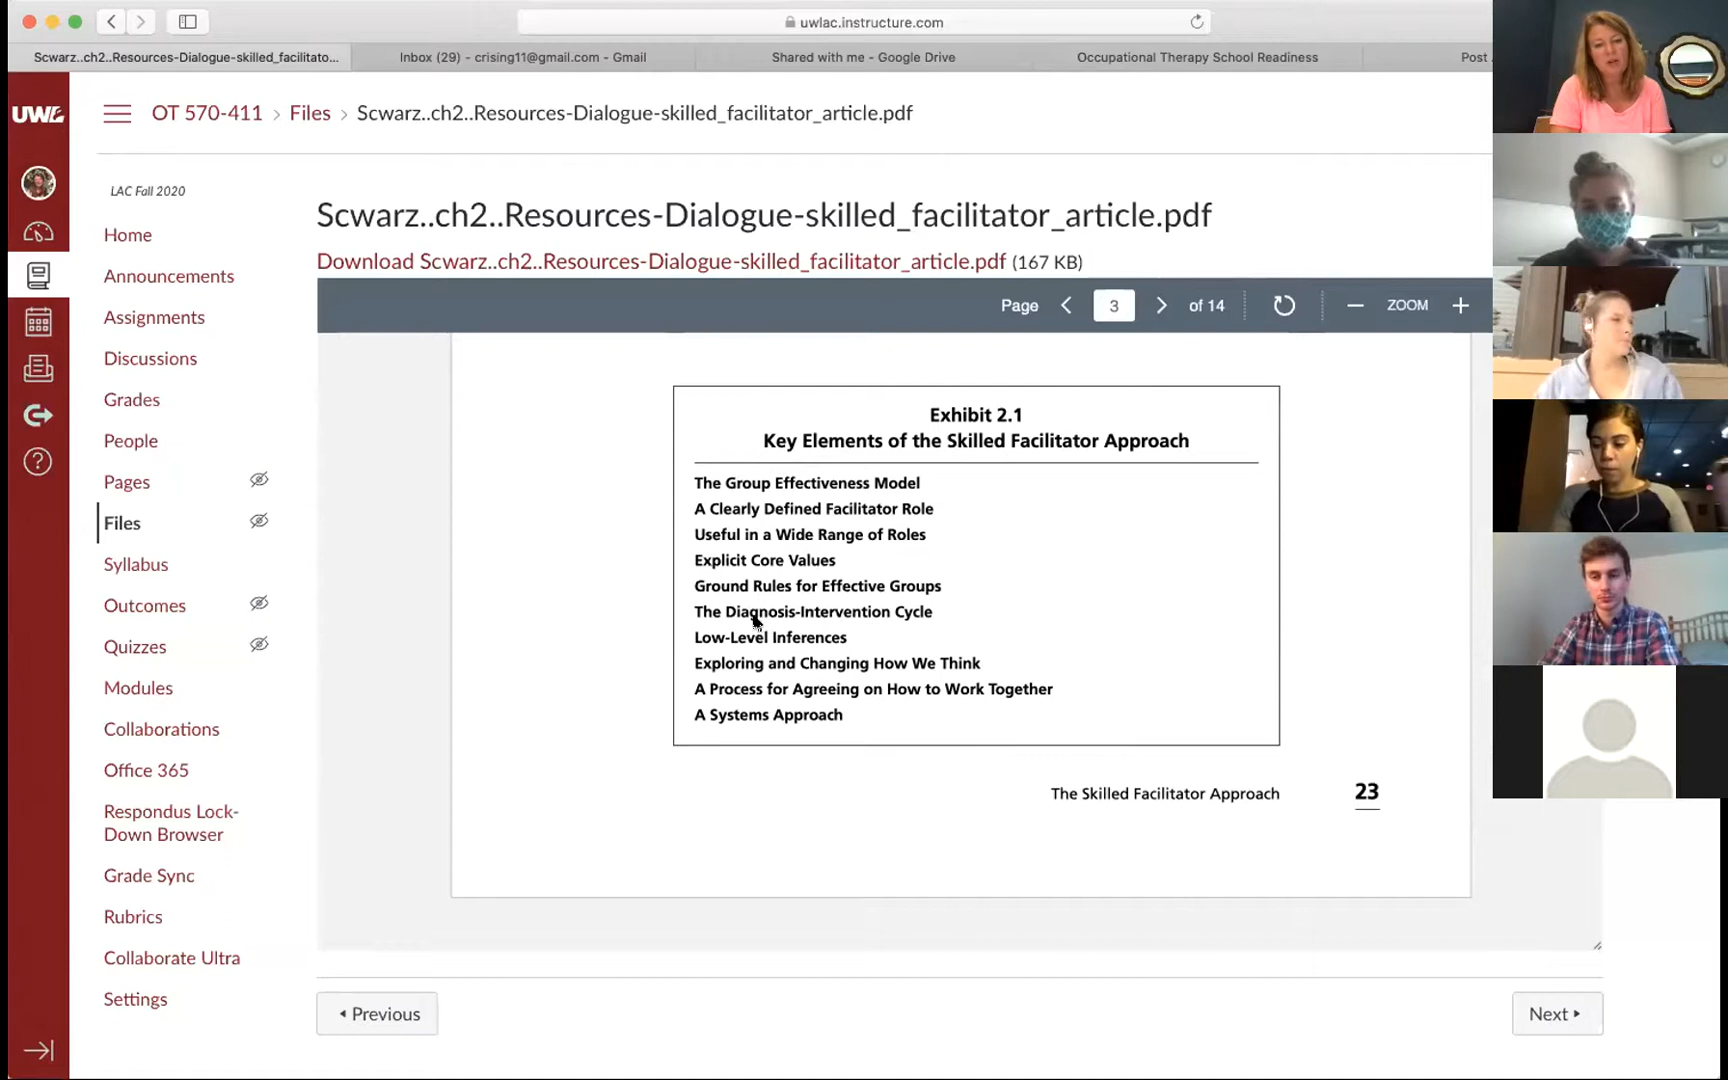 uwlac.instructure.com
Scwarz..ch2..Resources-Dialogue-skilled_facilitato...
Inbox (29) - crising11@gmail.com - Gmail
Shared with me - Google Drive
Occupational Therapy School Readiness
Post
UWL
OT 570-411 > Files > Scwarz..ch2..Resources-Dialogue-skilled_facilitator_article.pdf
LAC Fall 2020
Home
Announcements
Assignments
Discussions
Grades
People
Pages
Files
Syllabus
Outcomes
Quizzes
Modules
Collaborations
Office 365
Respondus Lock-
Down Browser
Grade Sync
Rubrics
Collaborate Ultra
Settings
Scwarz..ch2..Resources-Dialogue-skilled_facilitator_article.pdf
Download Scwarz..ch2..Resources-Dialogue-skilled_facilitator_article.pdf (167 KB)
Page 3 of 14 ZOOM
Exhibit 2.1
Key Elements of the Skilled Facilitator Approach
The Group Effectiveness Model
A Clearly Defined Facilitator Role
Useful in a Wide Range of Roles
Explicit Core Values
Ground Rules for Effective Groups
The Diagnosis-Intervention Cycle
Low-Level Inferences
Exploring and Changing How We Think
A Process for Agreeing on How to Work Together
A Systems Approach
The Skilled Facilitator Approach 23
Previous
Next